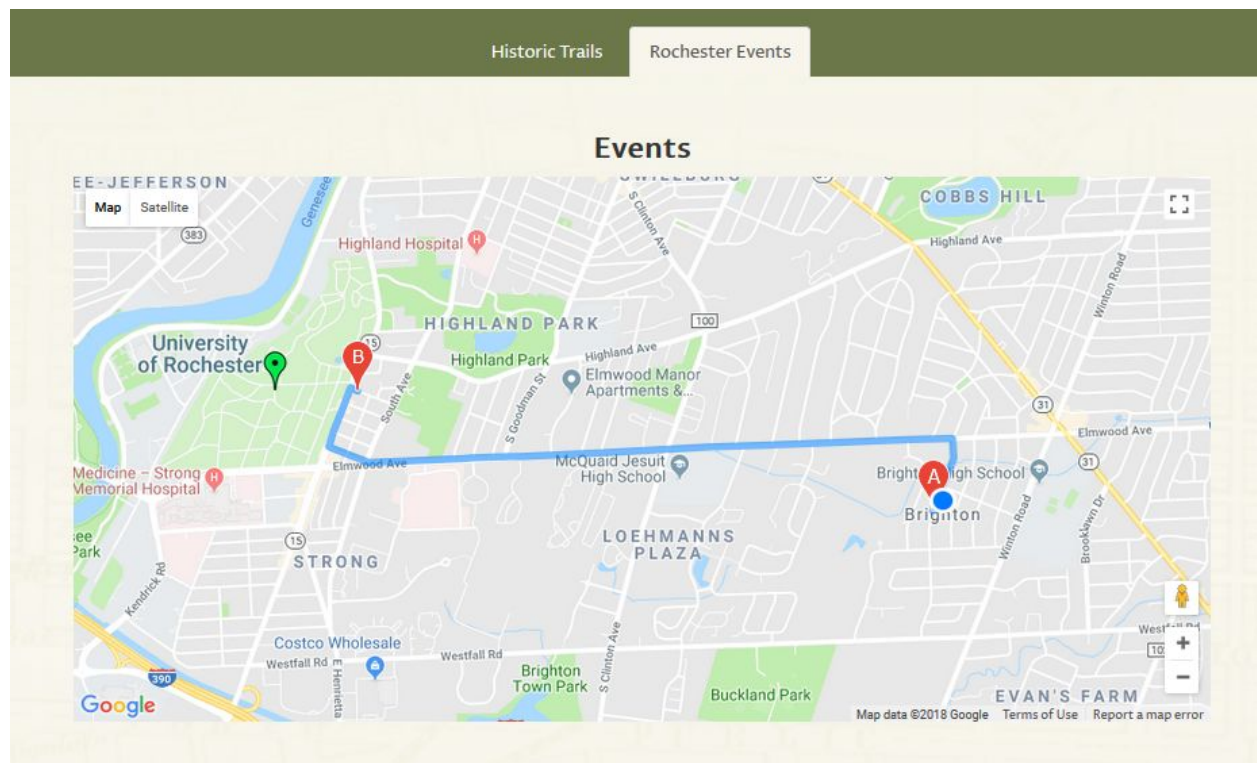 Historic Trails
Rochester Events
Events
EE-JEFFERSON
Map
Satellite
383
Genesee
Highland Hospital
H
S Clinton Ave
COBBS HILL
Highland Ave
Winton Road
University
of Rochester
15
B
HIGHLAND PARK
100
Highland Park
Highland Ave
South Ave
S Goodman St
Elmwood Manor
Apartments &...
31
Elmwood Ave
Medicine – Strong
Memorial Hospital
H
Elmwood Ave
McQuaid Jesuit
High School
Bright
igh School
A
31
Brighton
Winton Road
Brooklawn Dr
ee
Park
15
STRONG
LOEHMANNS
PLAZA
Kendrick Rd
Costco Wholesale
Westfall Rd
E Henrietta
Westfall Rd
S Clinton Ave
390
Brighton
Town Park
Buckland Park
EVAN'S FARM
+
−
Google
Map data ©2018 Google
Terms of Use
Report a map error